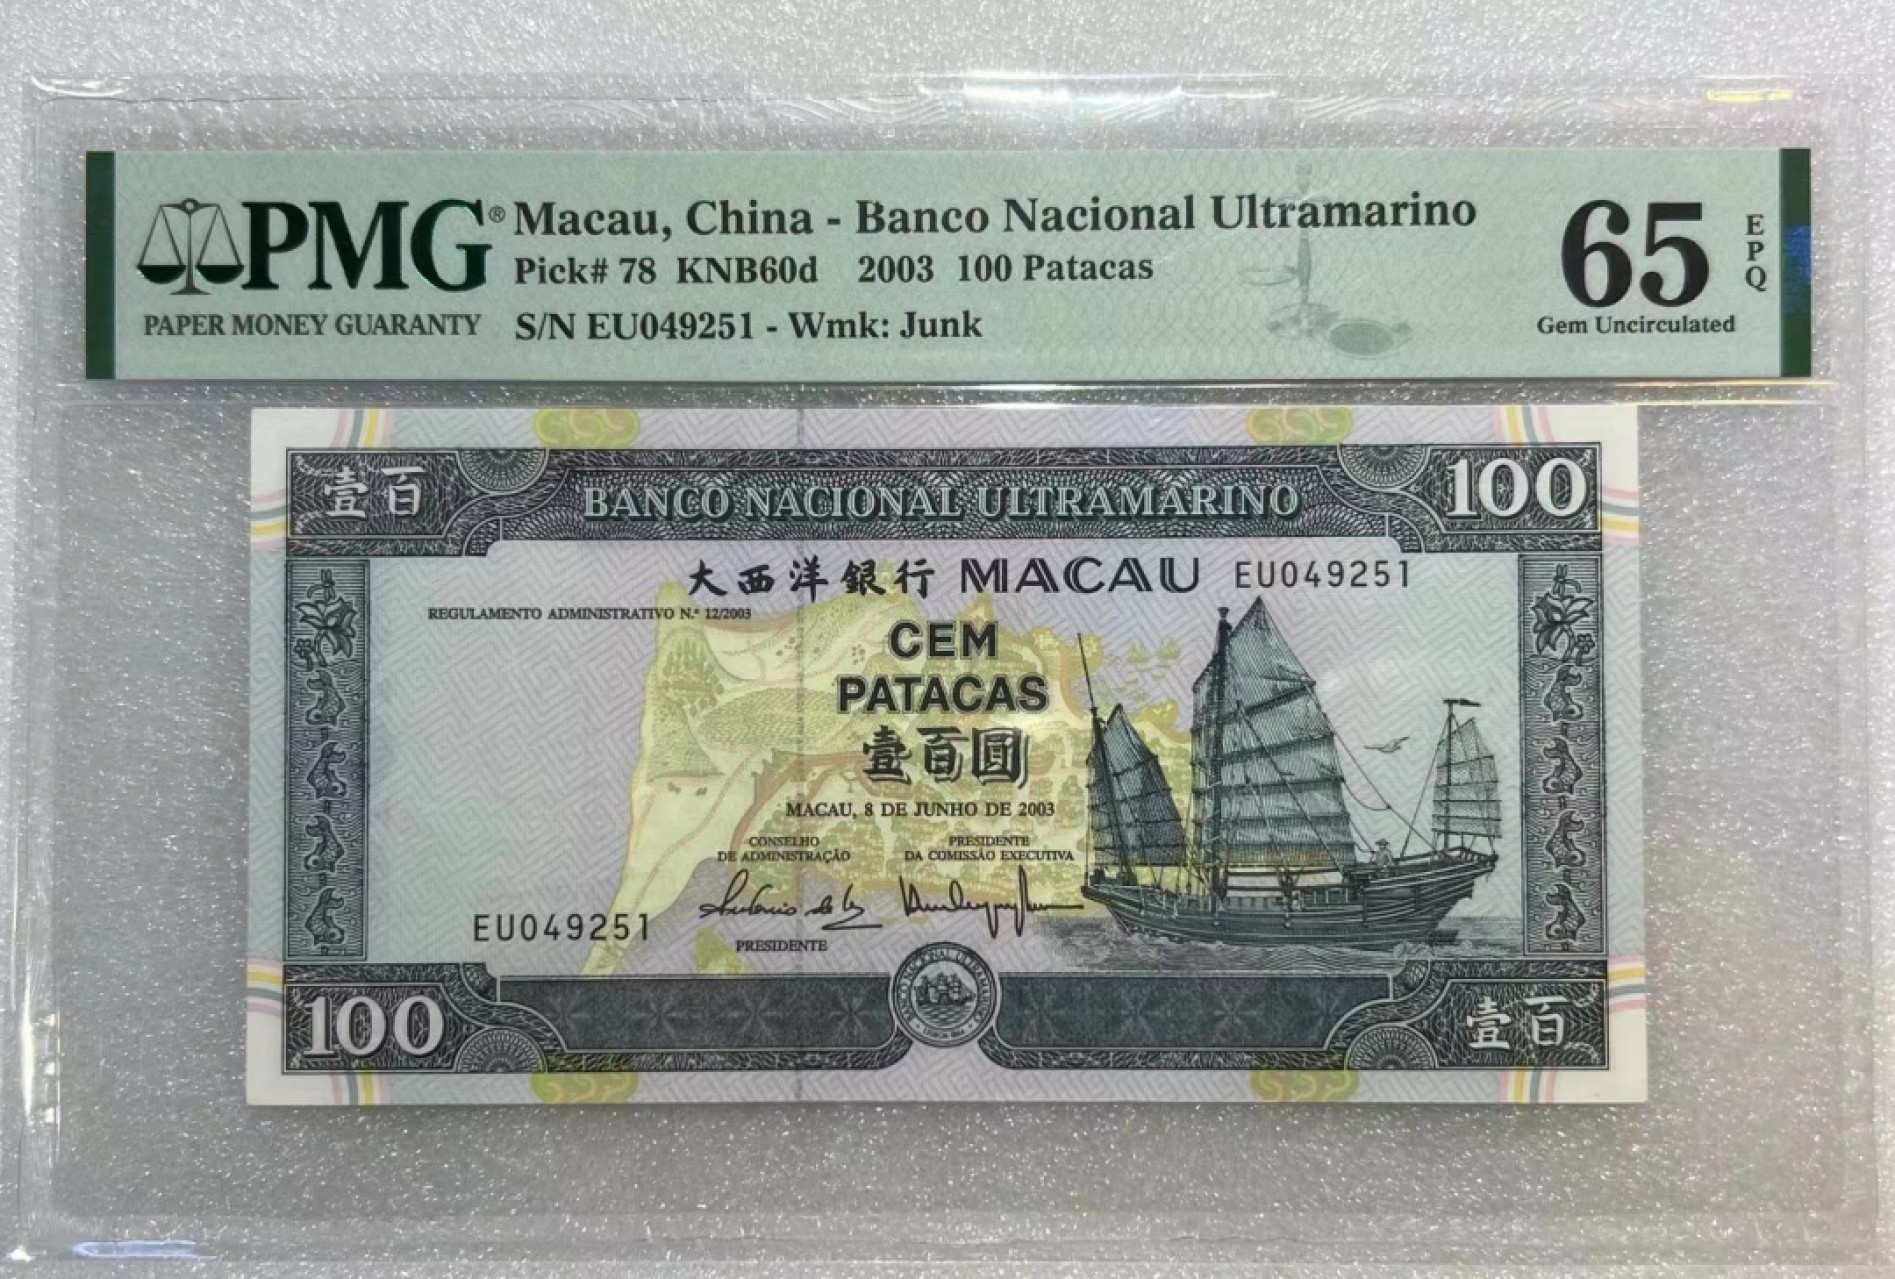 PMG® Macau, China - Banco Nacional Ultramarino 65 EPQ
Pick# 78 KNB60d 2003 100 Patacas
PAPER MONEY GUARANTY S/N EU049251 - Wmk: Junk Gem Uncirculated
壹百 BANCO NACIONAL ULTRAMARINO 100
大西洋銀行 MACAU EU049251
REGULAMENTO ADMINISTRATIVO N.º 12/2003
CEM
PATACAS
壹百圓
MACAU, 8 DE JUNHO DE 2003
CONSELHO PRESIDENTE
DE ADMINISTRAÇÃO DA COMISSÃO EXECUTIVA
EU049251
PRESIDENTE
100 壹百
BANCO NACIONAL ULTRAMARINO